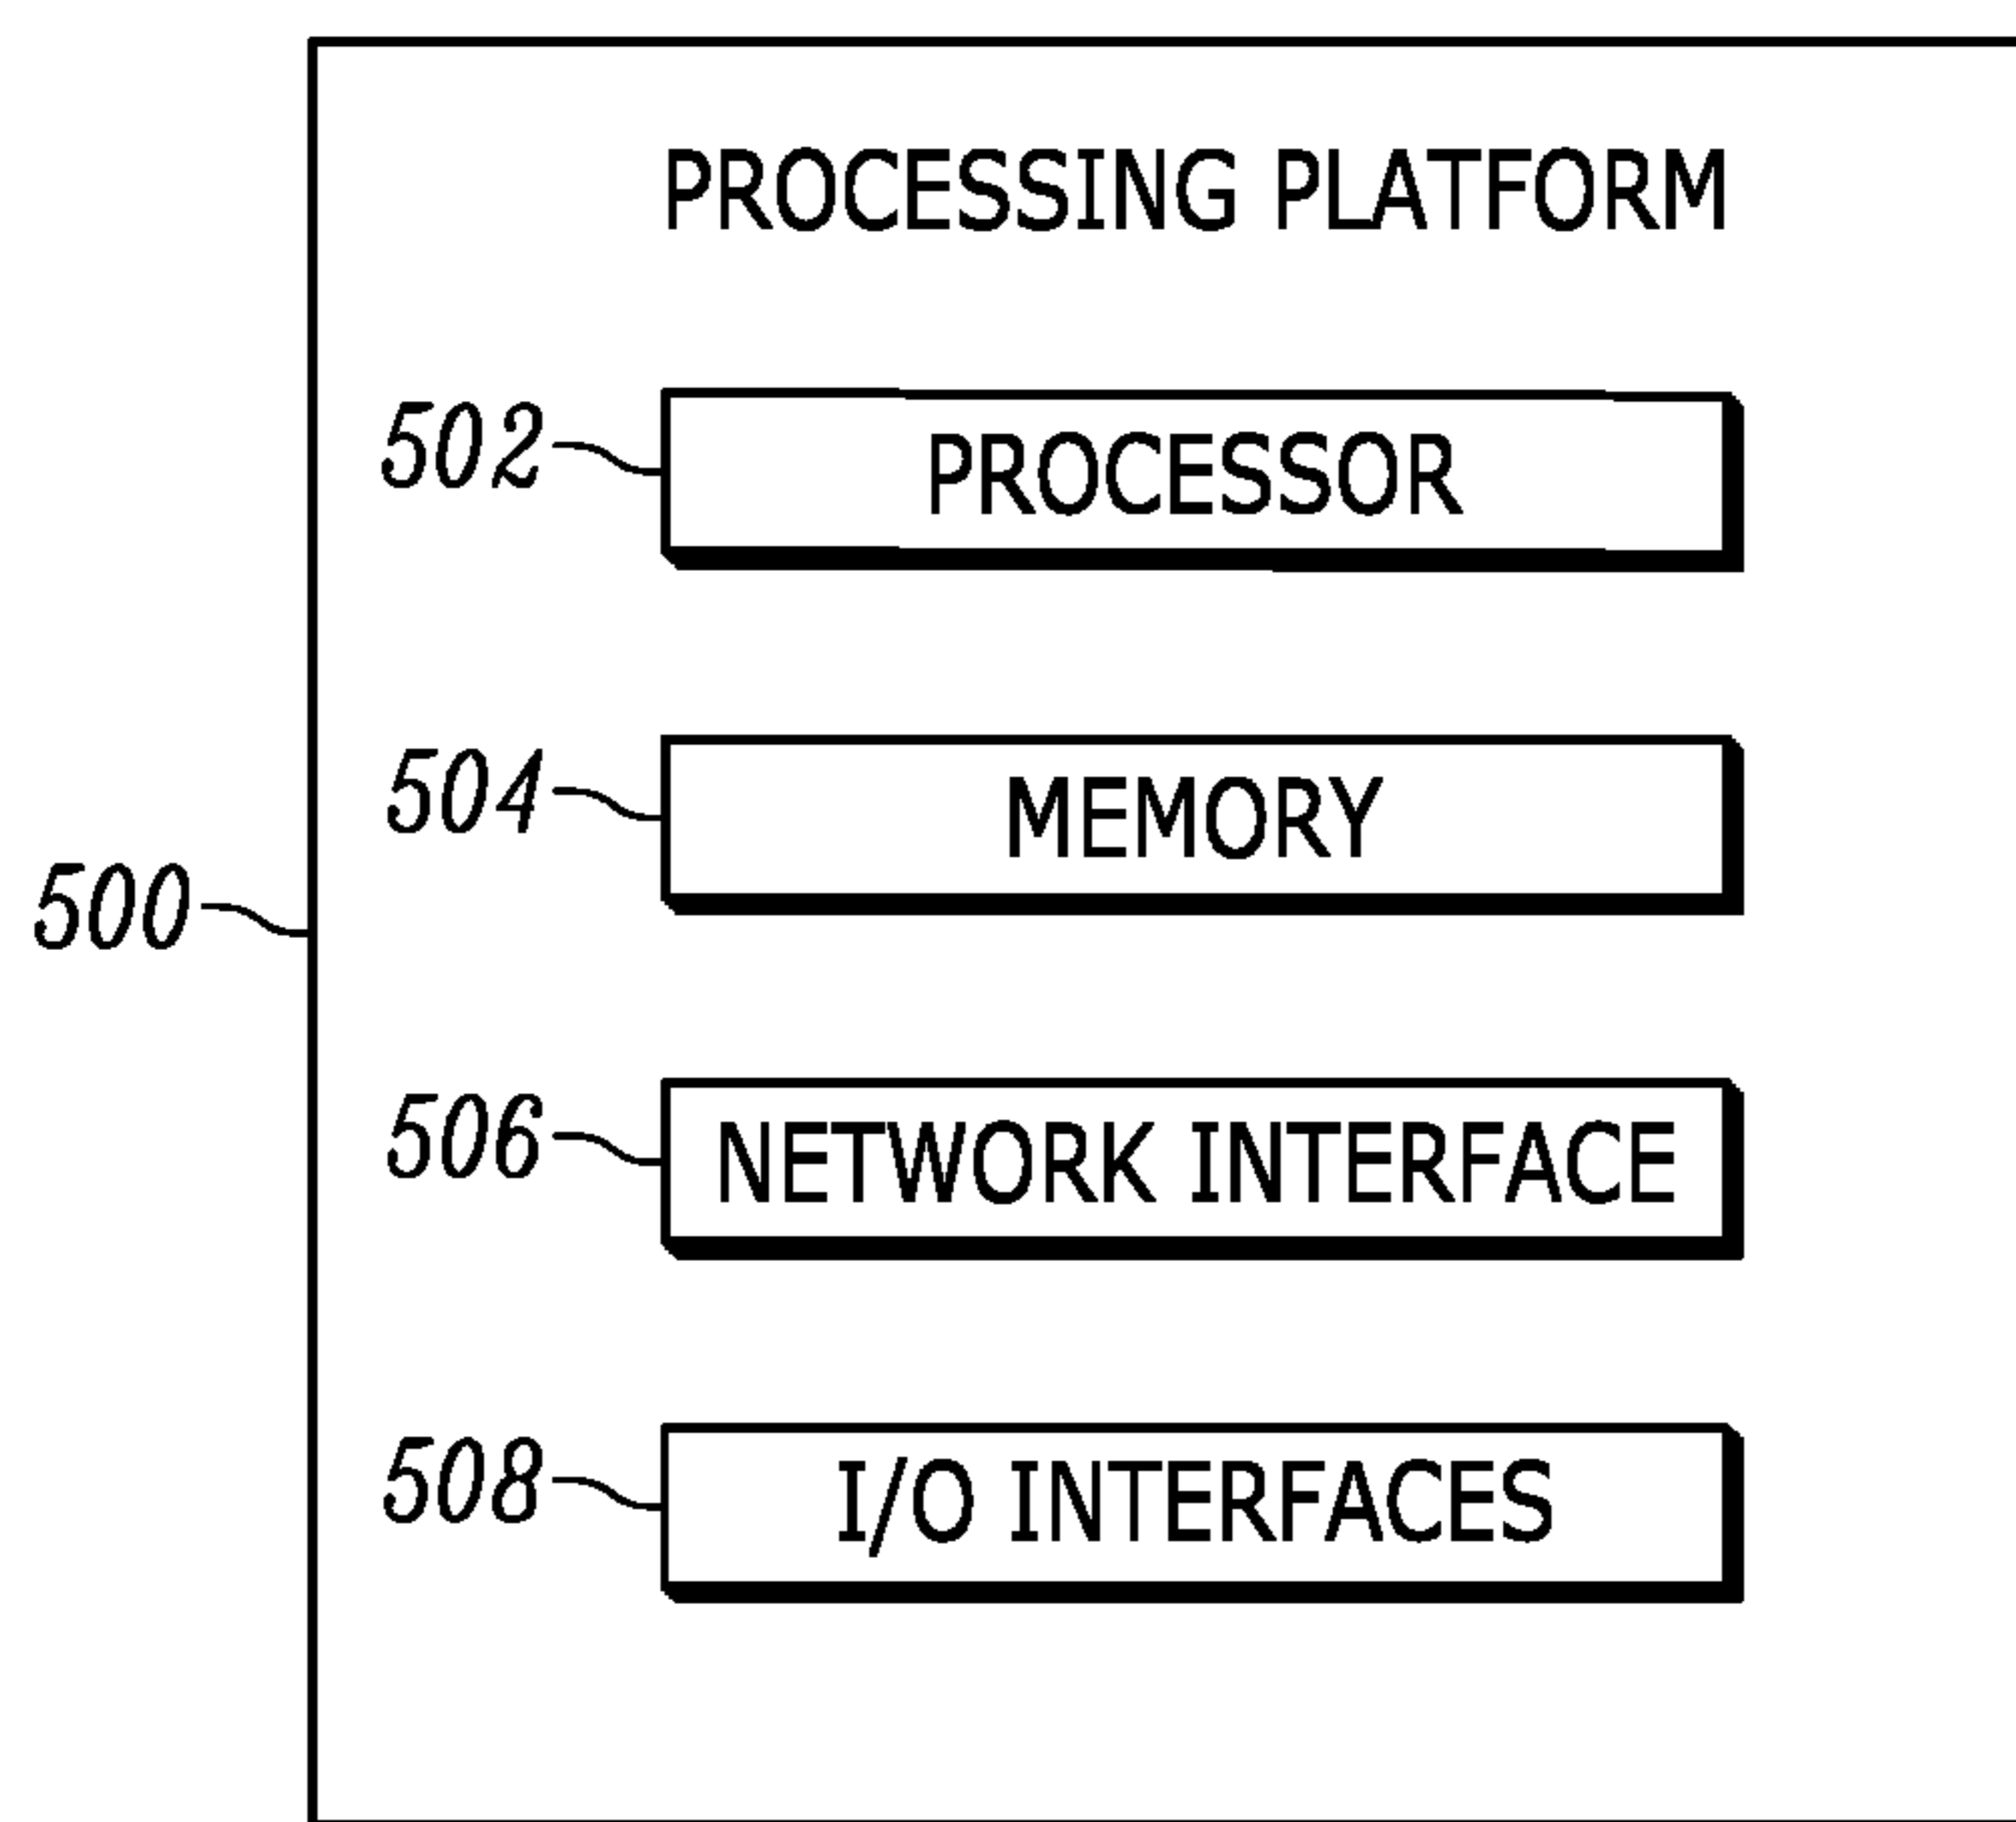 PROCESSING PLATFORM
502 PROCESSOR
504 MEMORY
500
506 NETWORK INTERFACE
508 I/O INTERFACES